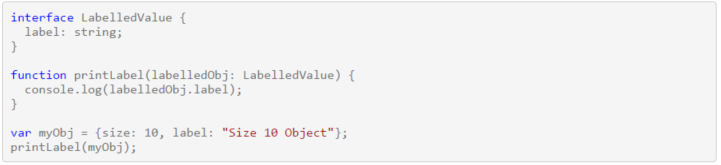 interface LabelledValue {
  label: string;
}
function printLabel(labelledObj: LabelledValue) {
  console.log(labelledObj.label);
}
var myObj = {size: 10, label: "Size 10 Object"};
printLabel(myObj);